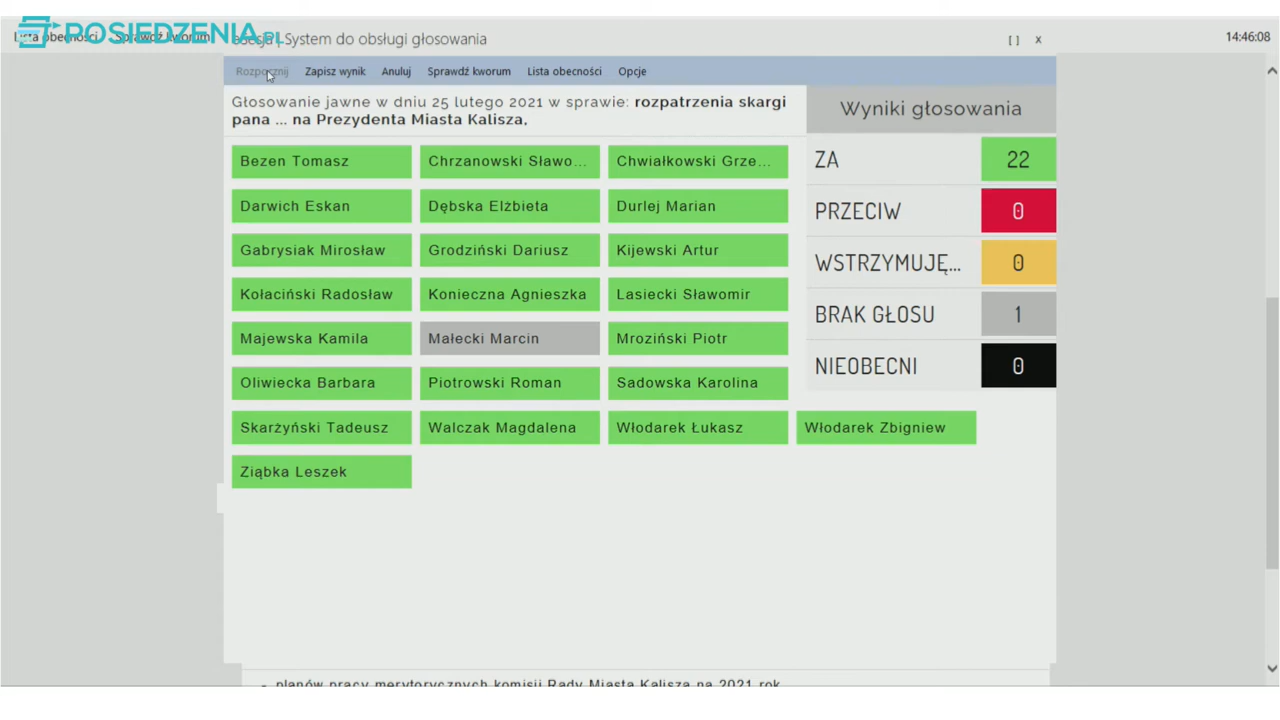 POSIEDZENIA.PL
Lista obecności Sprawdź kworum
eSesja | System do obsługi głosowania
[ ] x
14:46:08
Rozpocznij Zapisz wynik Anuluj Sprawdź kworum Lista obecności Opcje
Głosowanie jawne w dniu 25 lutego 2021 w sprawie: rozpatrzenia skargi
pana ... na Prezydenta Miasta Kalisza,
Wyniki głosowania
Bezen Tomasz Chrzanowski Sławo... Chwiałkowski Grze...
ZA 22
Darwich Eskan Dębska Elżbieta Durlej Marian
PRZECIW 0
Gabrysiak Mirosław Grodziński Dariusz Kijewski Artur
WSTRZYMUJĘ... 0
Kołaciński Radosław Konieczna Agnieszka Lasiecki Sławomir
BRAK GŁOSU 1
Majewska Kamila Małecki Marcin Mroziński Piotr
NIEOBECNI 0
Oliwiecka Barbara Piotrowski Roman Sadowska Karolina
Skarżyński Tadeusz Walczak Magdalena Włodarek Łukasz Włodarek Zbigniew
Ziąbka Leszek
planów pracy merytorycznych komisji Rady Miasta Kalisza na 2021 rok